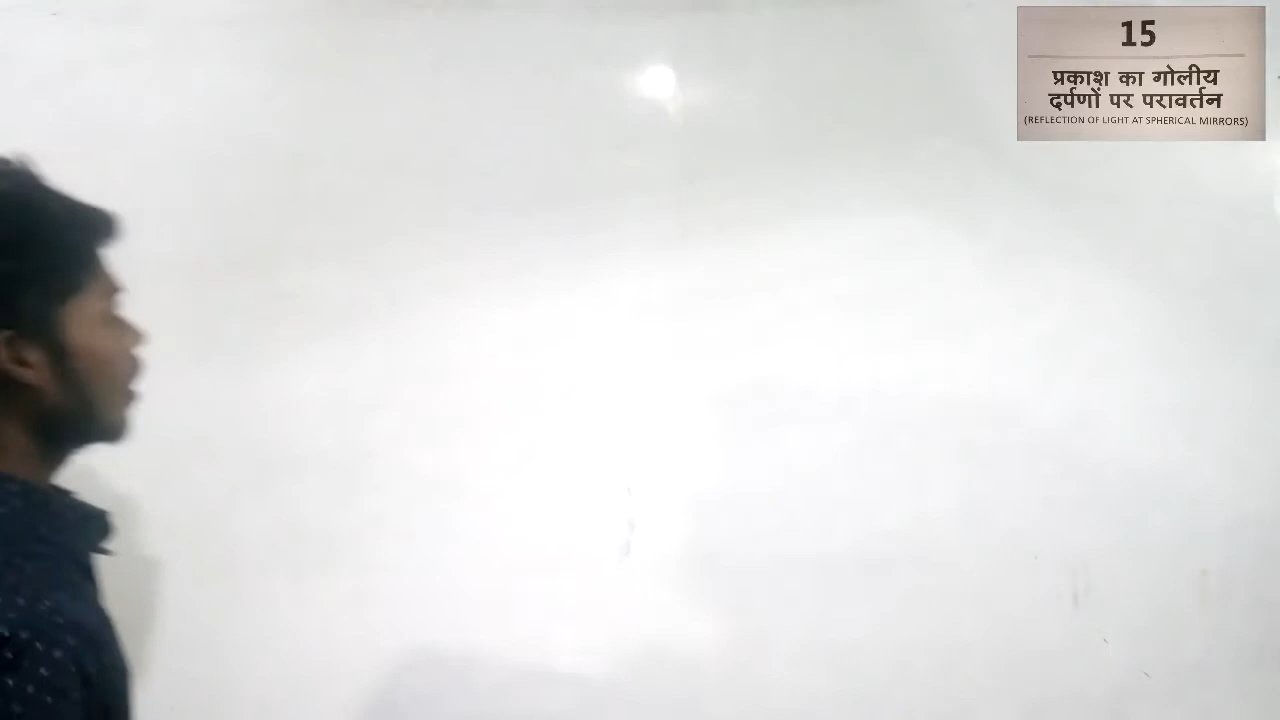 15
प्रकाश का गोलीय
दर्पणों पर परावर्तन
(REFLECTION OF LIGHT AT SPHERICAL MIRRORS)